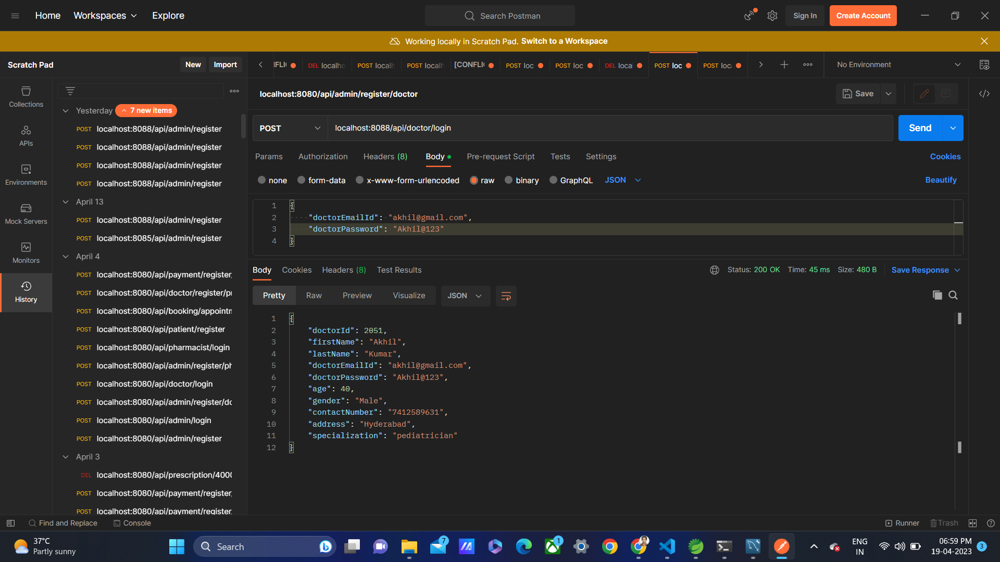 Home Workspaces Explore Search Postman Sign In Create Account
Working locally in Scratch Pad. Switch to a Workspace
Scratch Pad New Import
DEL localho POST localh POST localh [CONFLI POST loc POST loc DEL local POST loc POST loc No Environment
Collections
APIs
Environments
Mock Servers
Monitors
History
Yesterday 7 new items
POST localhost:8088/api/admin/register
POST localhost:8088/api/admin/register
POST localhost:8088/api/admin/register
POST localhost:8088/api/admin/register
April 13
POST localhost:8088/api/admin/register
POST localhost:8085/api/admin/register
April 4
POST localhost:8080/api/payment/register
POST localhost:8080/api/doctor/register/pr
POST localhost:8080/api/booking/appointm
POST localhost:8080/api/patient/register
POST localhost:8080/api/pharmacist/login
POST localhost:8080/api/admin/register/ph
POST localhost:8080/api/doctor/login
POST localhost:8080/api/admin/register/do
POST localhost:8080/api/admin/login
POST localhost:8080/api/admin/register
April 3
DEL localhost:8080/api/prescription/4000
POST localhost:8080/api/payment/register
POST localhost:8080/api/payment/register
localhost:8080/api/admin/register/doctor Save
POST localhost:8088/api/doctor/login Send
Params Authorization Headers (8) Body Pre-request Script Tests Settings Cookies
none form-data x-www-form-urlencoded raw binary GraphQL JSON Beautify
1 {
2 "doctorEmailId": "akhil@gmail.com",
3 "doctorPassword": "Akhil@123"
4 }
Body Cookies Headers (8) Test Results Status: 200 OK Time: 45 ms Size: 480 B Save Response
Pretty Raw Preview Visualize JSON
1 {
2 "doctorId": 2051,
3 "firstName": "Akhil",
4 "lastName": "Kumar",
5 "doctorEmailId": "akhil@gmail.com",
6 "doctorPassword": "Akhil@123",
7 "age": 40,
8 "gender": "Male",
9 "contactNumber": "7412589631",
10 "address": "Hyderabad",
11 "specialization": "pediatrician"
12 }
Find and Replace Console Runner Trash
37°C
Partly sunny
Search
7
1
ENG
IN
06:59 PM
19-04-2023
3